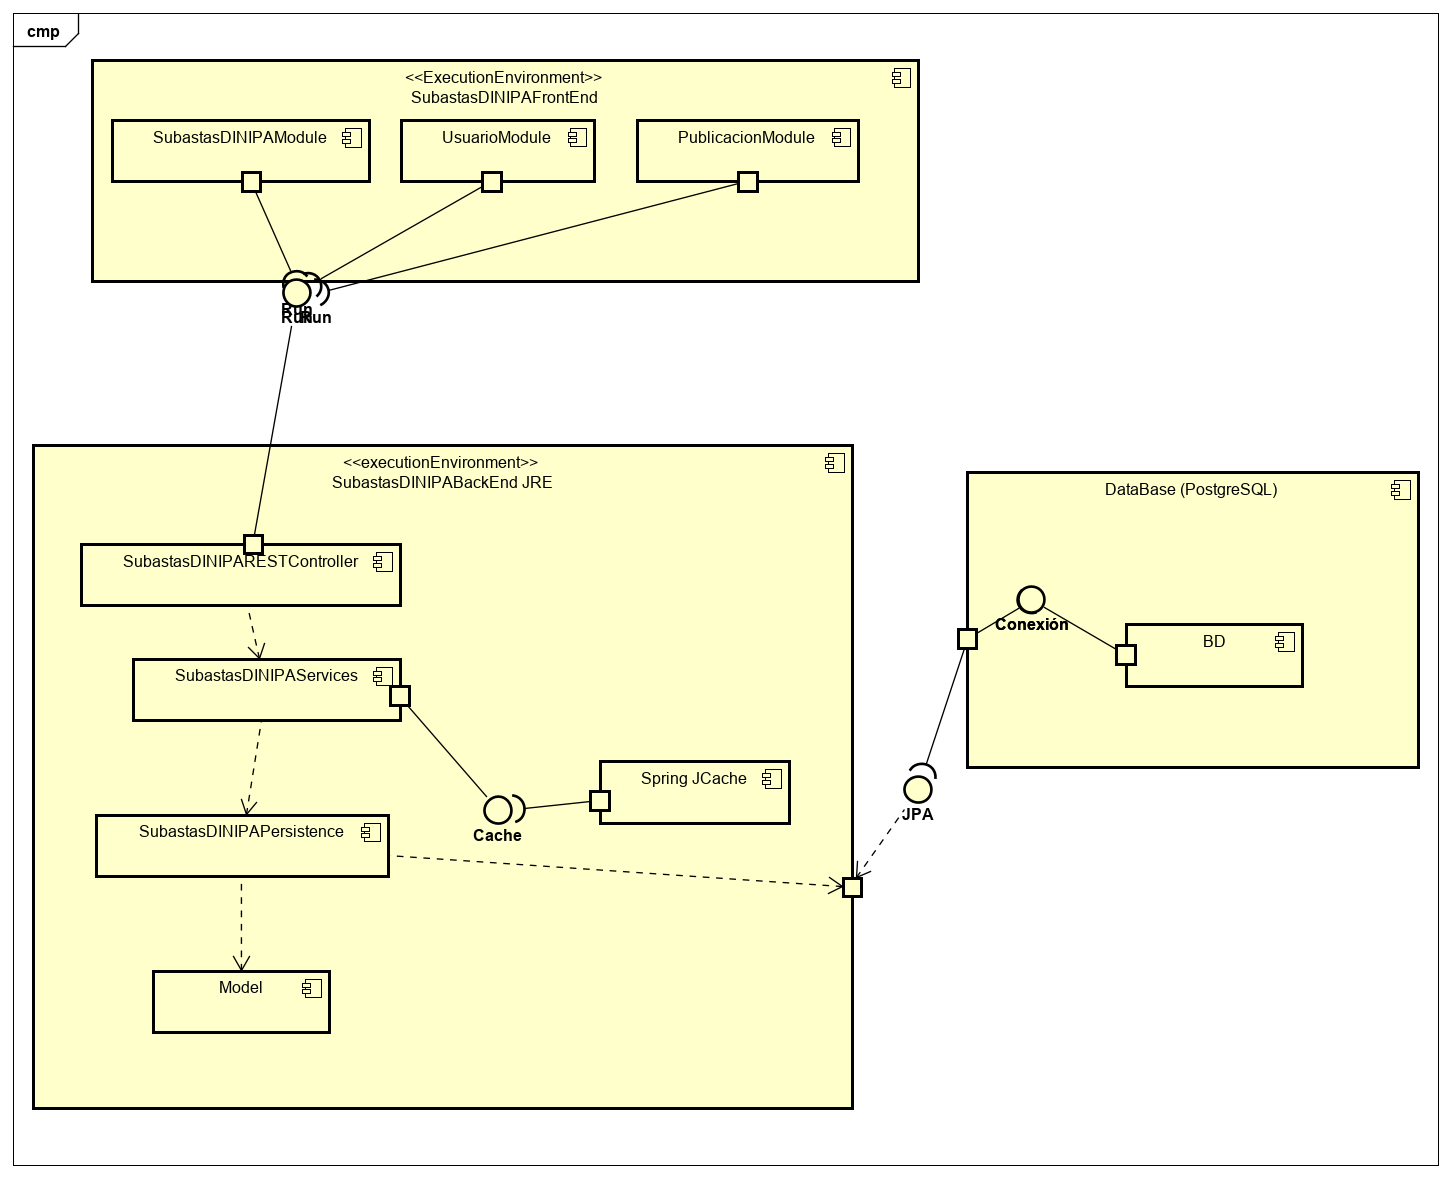 cmp
<<ExecutionEnvironment>>
SubastasDINIPAFrontEnd
SubastasDINIPAModule
UsuarioModule
PublicacionModule
Run
Run
Run
<<executionEnvironment>>
SubastasDINIPABackEnd JRE
DataBase (PostgreSQL)
SubastasDINIPARESTController
Conexión
BD
SubastasDINIPAServices
Spring JCache
Cache
JPA
SubastasDINIPAPersistence
Model